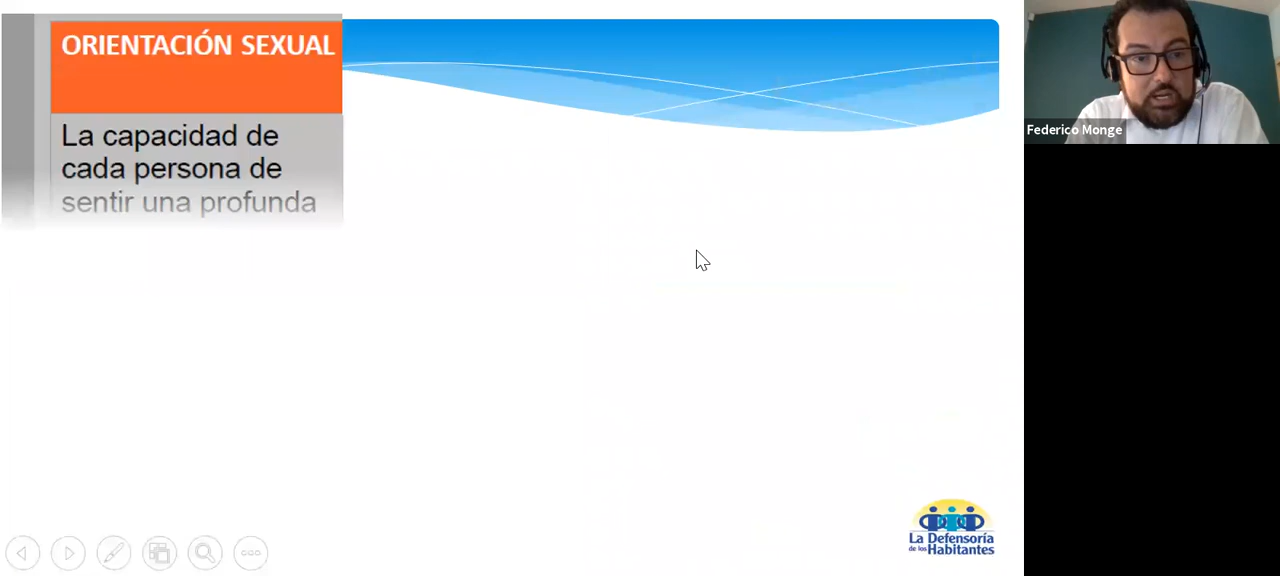 ORIENTACIÓN SEXUAL
La capacidad de
cada persona de
sentir una profunda
Federico Monge
La Defensoría
de los Habitantes